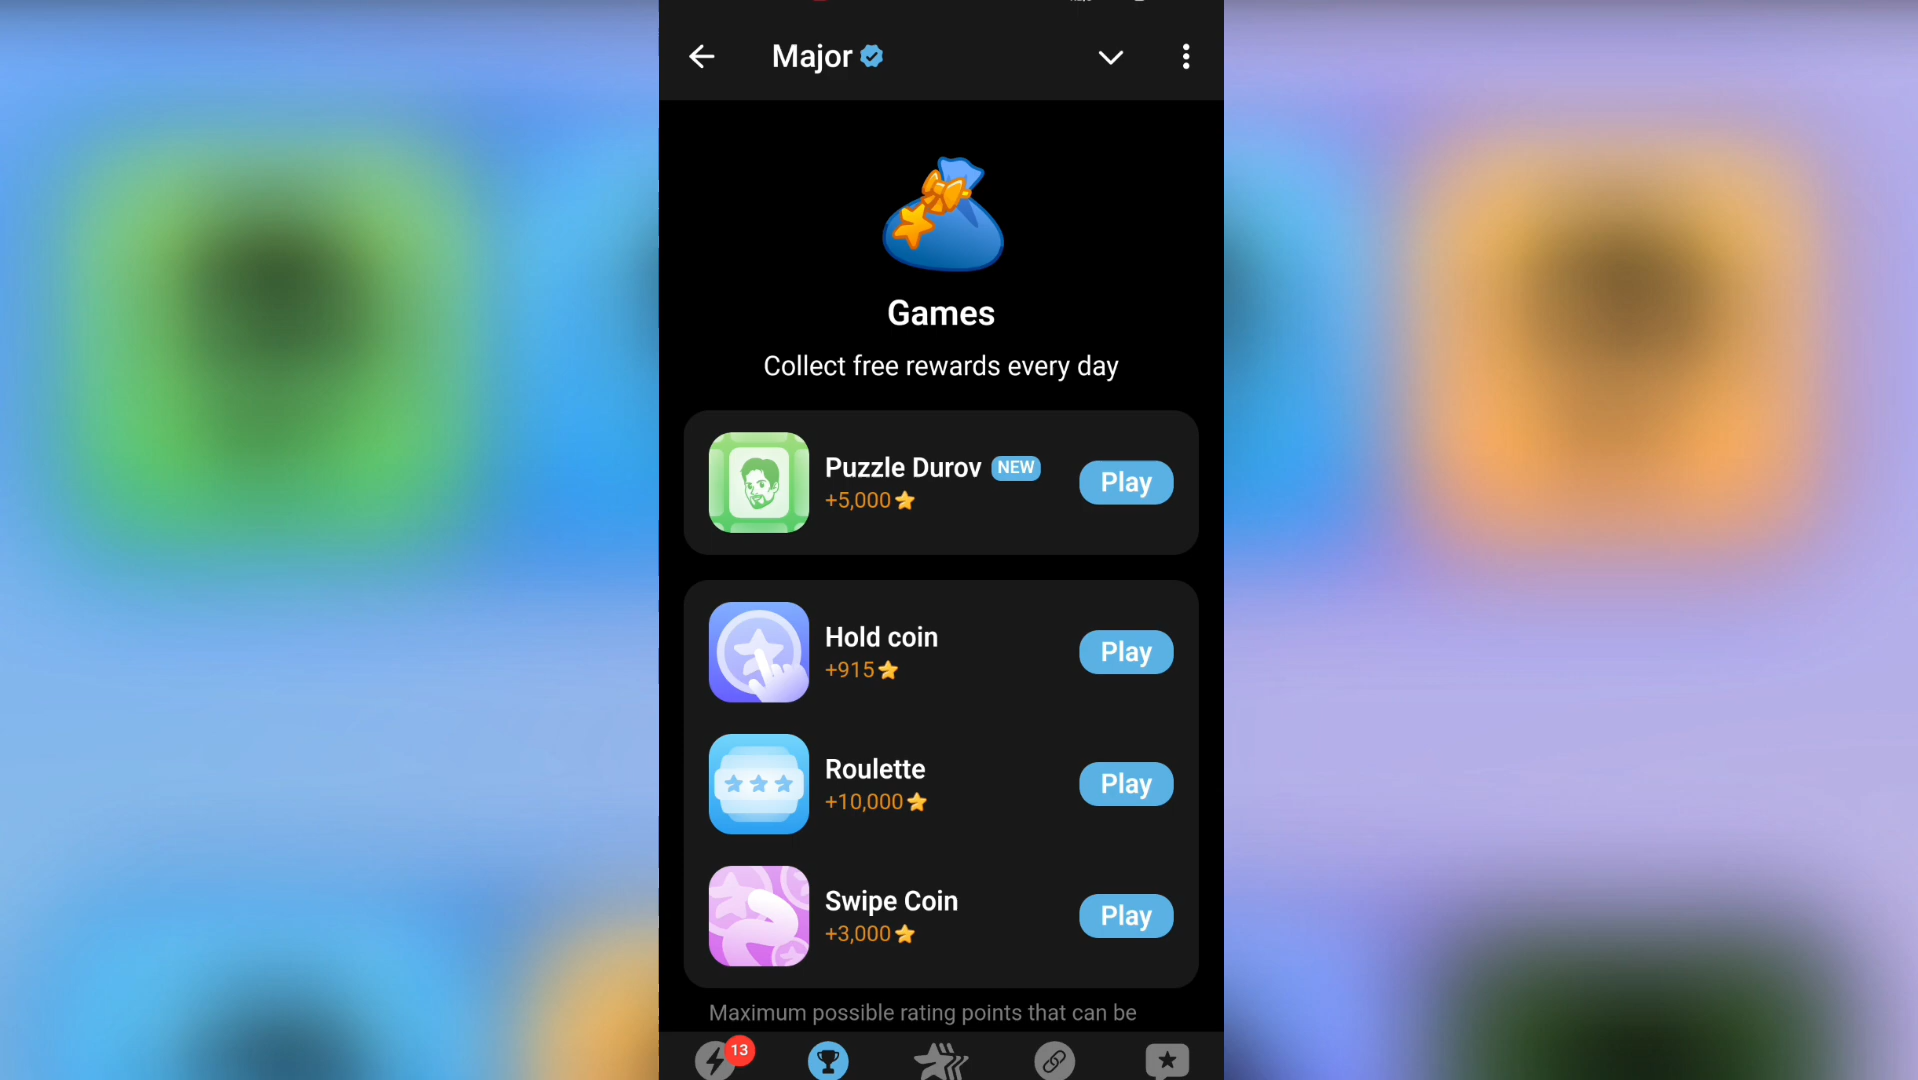 Major
Games
Collect free rewards every day
Puzzle Durov NEW
+5,000
Play
Hold coin
+915
Play
Roulette
+10,000
Play
Swipe Coin
+3,000
Play
Maximum possible rating points that can be
13